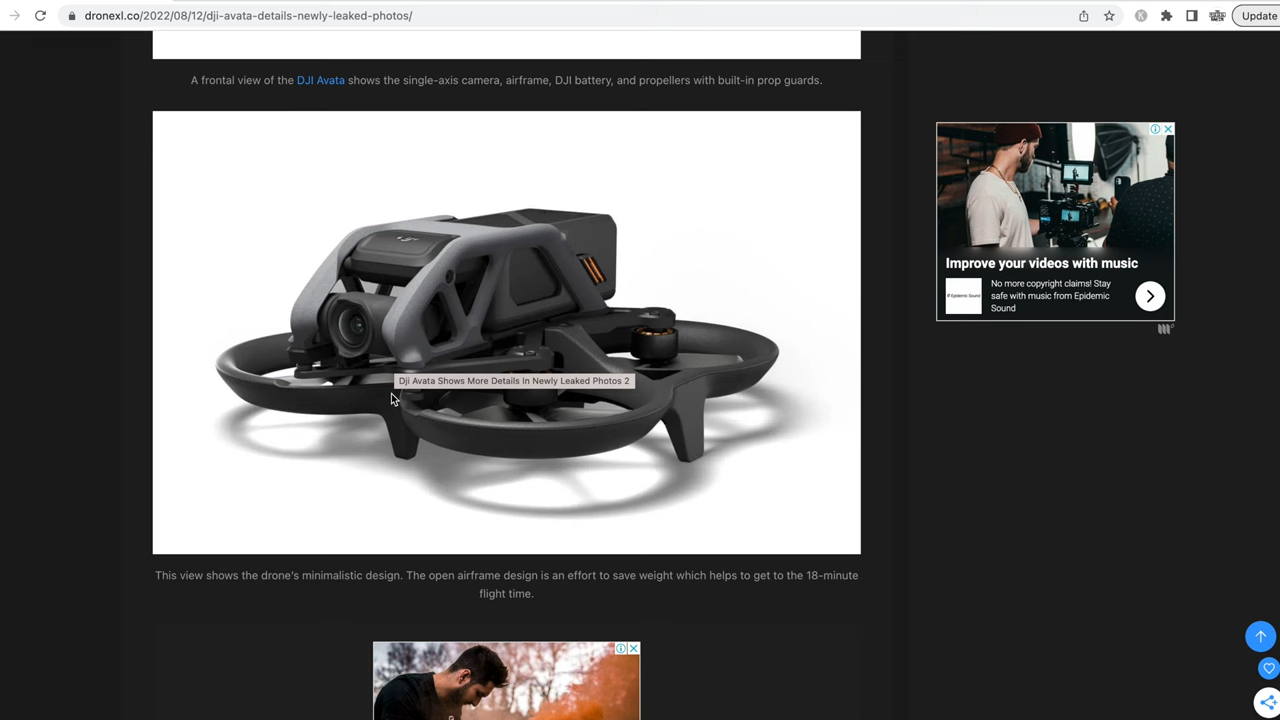 dronexl.co/2022/08/12/dji-avata-details-newly-leaked-photos/
Update
A frontal view of the DJI Avata shows the single-axis camera, airframe, DJI battery, and propellers with built-in prop guards.
Dji Avata Shows More Details In Newly Leaked Photos 2
This view shows the drone's minimalistic design. The open airframe design is an effort to save weight which helps to get to the 18-minute
flight time.
Improve your videos with music
Epidemic Sound
No more copyright claims! Stay
safe with music from Epidemic
Sound